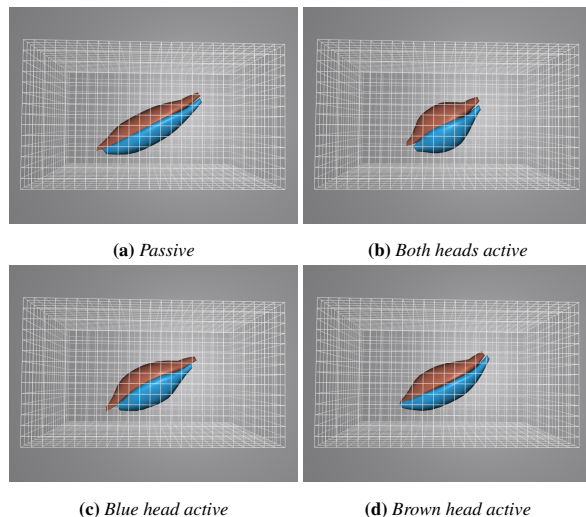 (a) Passive
(b) Both heads active
(c) Blue head active
(d) Brown head active